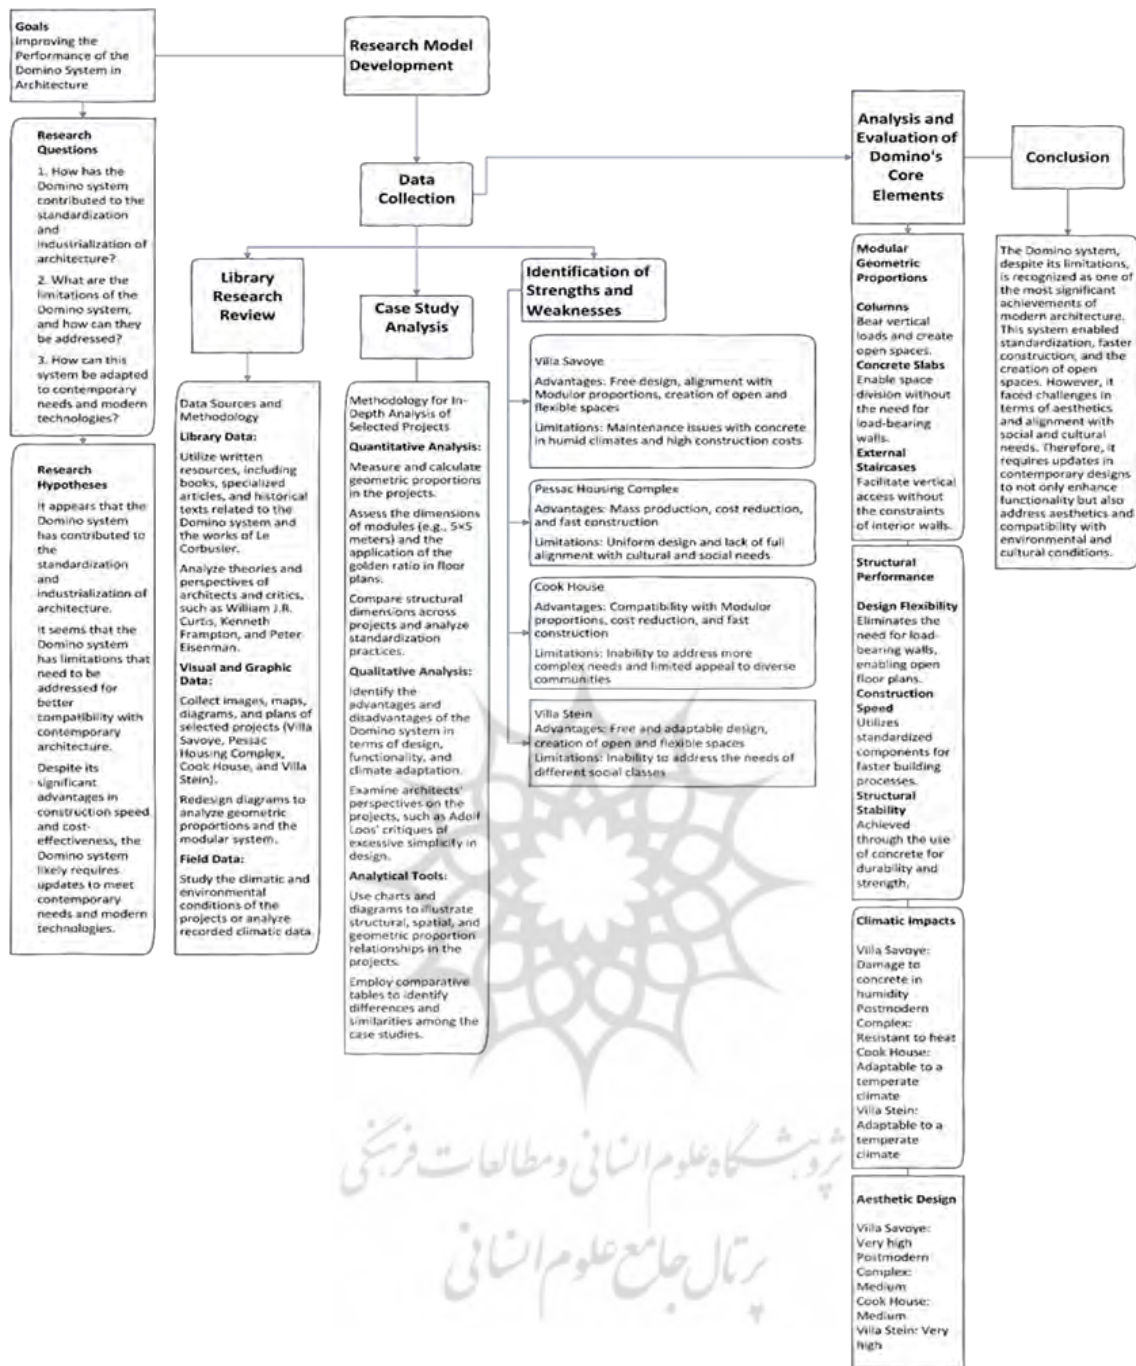 Goals
Improving the
Performance of the
Domino System in
Architecture
Research Model
Development
Research
Questions
1. How has the
Domino system
contributed to the
standardization
and
industrialization of
architecture?
2. What are the
limitations of the
Domino system,
and how can they
be addressed?
3. How can this
system be adapted
to contemporary
needs and modern
technologies?
Research
Hypotheses
It appears that the
Domino system
has contributed to
the
standardization
and
industrialization of
architecture.
It seems that the
Domino system
has limitations that
need to be
addressed for
better
compatibility with
contemporary
architecture.
Despite its
significant
advantages in
construction speed
and cost-
effectiveness, the
Domino system
likely requires
updates to meet
contemporary
needs and modern
technologies.
Data
Collection
Library
Research
Review
Data Sources and
Methodology
Library Data:
Utilize written
resources, including
books, specialized
articles, and historical
texts related to the
Domino system and
the works of Le
Corbusier.
Analyze theories and
perspectives of
architects and critics,
such as William J.R.
Curtis, Kenneth
Frampton, and Peter
Eisenman.
Visual and Graphic
Data:
Collect images, maps,
diagrams, and plans of
selected projects (Villa
Savoye, Pessac
Housing Complex,
Cook House, and Villa
Stein).
Redesign diagrams to
analyze geometric
proportions and the
modular system.
Field Data:
Study the climatic and
environmental
conditions of the
projects or analyze
recorded climatic data
Case Study
Analysis
Methodology for In-
Depth Analysis of
Selected Projects
Quantitative Analysis:
Measure and calculate
geometric proportions
in the projects.
Assess the dimensions
of modules (e.g., 5×5
meters) and the
application of the
golden ratio in floor
plans.
Compare structural
dimensions across
projects and analyze
standardization
practices.
Qualitative Analysis:
Identify the
advantages and
disadvantages of the
Domino system in
terms of design,
functionality, and
climate adaptation.
Examine architects'
perspectives on the
projects, such as Adolf
Loos' critiques of
excessive simplicity in
design.
Analytical Tools:
Use charts and
diagrams to illustrate
structural, spatial, and
geometric proportion
relationships in the
projects.
Employ comparative
tables to identify
differences and
similarities among the
case studies.
Identification of
Strengths and
Weaknesses
Villa Savoye
Advantages: Free design, alignment with
Modulor proportions, creation of open and
flexible spaces
Limitations: Maintenance issues with concrete
in humid climates and high construction costs
Pessac Housing Complex
Advantages: Mass production, cost reduction,
and fast construction
Limitations: Uniform design and lack of full
alignment with cultural and social needs
Cook House
Advantages: Compatibility with Modulor
proportions, cost reduction, and fast
construction
Limitations: Inability to address more
complex needs and limited appeal to diverse
communities
Villa Stein
Advantages: Free and adaptable design,
creation of open and flexible spaces
Limitations: Inability to address the needs of
different social classes
Analysis and
Evaluation of
Domino's
Core
Elements
Modular
Geometric
Proportions
Columns
Bear vertical
loads and create
open spaces.
Concrete Slabs
Enable space
division without
the need for
load-bearing
walls.
External
Staircases
Facilitate vertical
access without
the constraints
of interior walls.
Structural
Performance
Design Flexibility
Eliminates the
need for load-
bearing walls,
enabling open
floor plans.
Construction
Speed
Utilizes
standardized
components for
faster building
processes.
Structural
Stability
Achieved
through the use
of concrete for
durability and
strength,
Climatic Impacts
Villa Savoye:
Damage to
concrete in
humidity
Postmodern
Complex:
Resistant to heat
Cook House:
Adaptable to a
temperate
climate
Villa Stein:
Adaptable to a
temperate
climate
Aesthetic Design
Villa Savoye:
Very high
Postmodern
Complex:
Medium
Cook House:
Medium
Villa Stein: Very
high
Conclusion
The Domino system,
despite its limitations,
is recognized as one of
the most significant
achievements of
modern architecture.
This system enabled
standardization, faster
construction, and the
creation of open
spaces. However, it
faced challenges in
terms of aesthetics
and alignment with
social and cultural
needs. Therefore, it
requires updates in
contemporary designs
to not only enhance
functionality but also
address aesthetics and
compatibility with
environmental and
cultural conditions.
پژوهشگاه علوم انسانی و مطالعات فرهنگی
پرتال جامع علوم انسانی